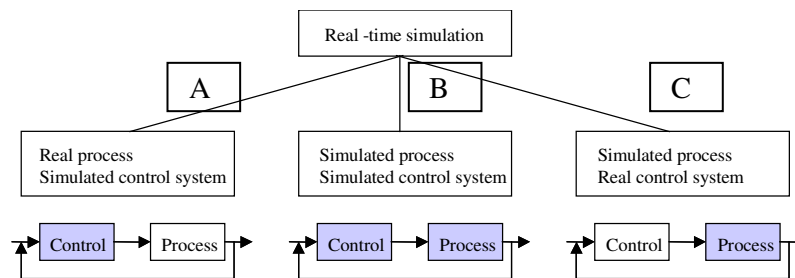 Real -time simulation
A
B
C
Real process
Simulated control system
Simulated process
Simulated control system
Simulated process
Real control system
Control
Process
Control
Process
Control
Process